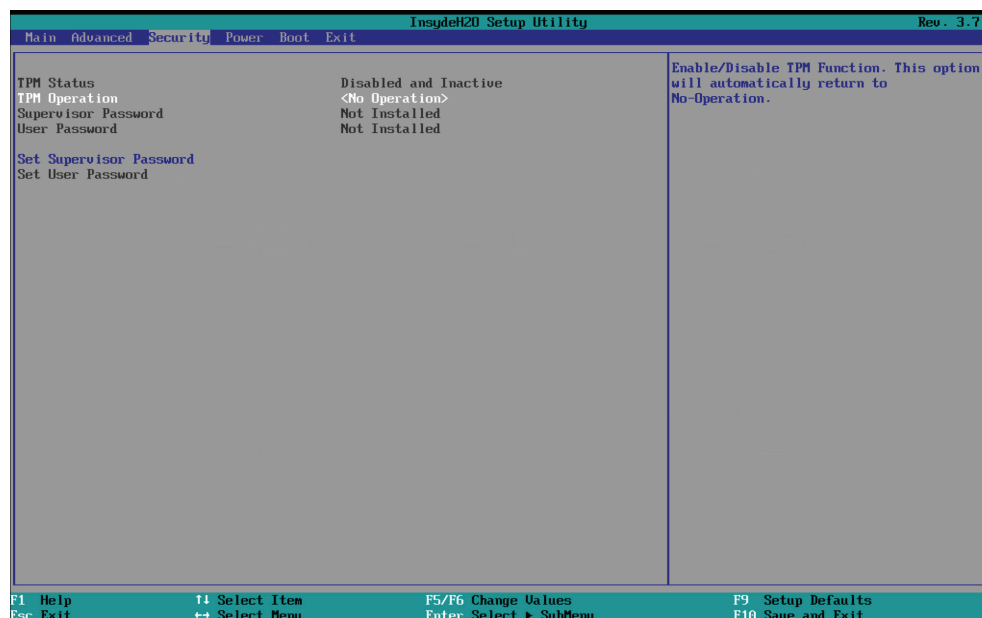 InsydeH2O Setup Utility Rev. 3.7
Main Advanced Security Power Boot Exit
TPM Status Disabled and Inactive
TPM Operation <No Operation>
Supervisor Password Not Installed
User Password Not Installed
Set Supervisor Password
Set User Password
Enable/Disable TPM Function. This option
will automatically return to
No-Operation.
F1 Help ↑↓ Select Item F5/F6 Change Values F9 Setup Defaults
Esc Exit ←→ Select Menu Enter Select ▶ SubMenu F10 Save and Exit